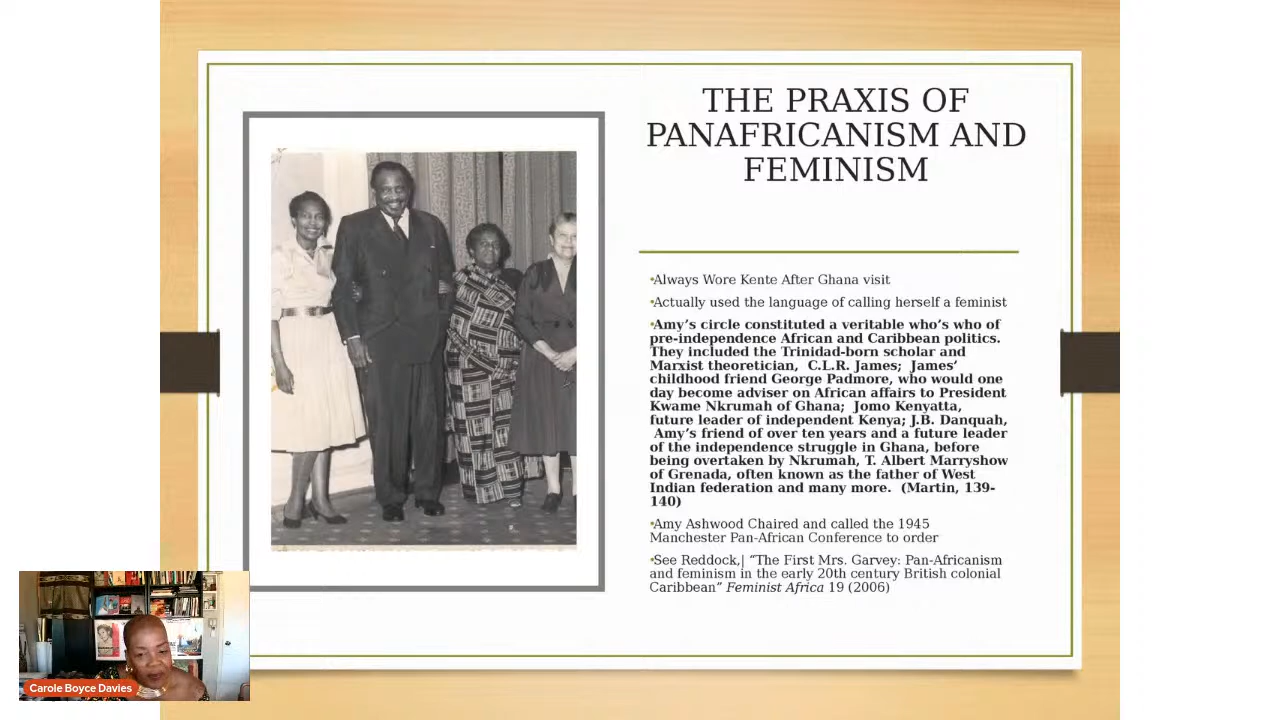 THE PRAXIS OF
PANAFRICANISM AND
FEMINISM
•Always Wore Kente After Ghana visit
•Actually used the language of calling herself a feminist
•Amy’s circle constituted a veritable who’s who of
pre-independence African and Caribbean politics.
They included the Trinidad-born scholar and
Marxist theoretician, C.L.R. James; James’
childhood friend George Padmore, who would one
day become adviser on African affairs to President
Kwame Nkrumah of Ghana; Jomo Kenyatta,
future leader of independent Kenya; J.B. Danquah,
Amy’s friend of over ten years and a future leader
of the independence struggle in Ghana, before
being overtaken by Nkrumah, T. Albert Marryshow
of Grenada, often known as the father of West
Indian federation and many more. (Martin, 139-
140)
•Amy Ashwood Chaired and called the 1945
Manchester Pan-African Conference to order
•See Reddock,| “The First Mrs. Garvey: Pan-Africanism
and feminism in the early 20th century British colonial
Caribbean” Feminist Africa 19 (2006)
Carole Boyce Davies